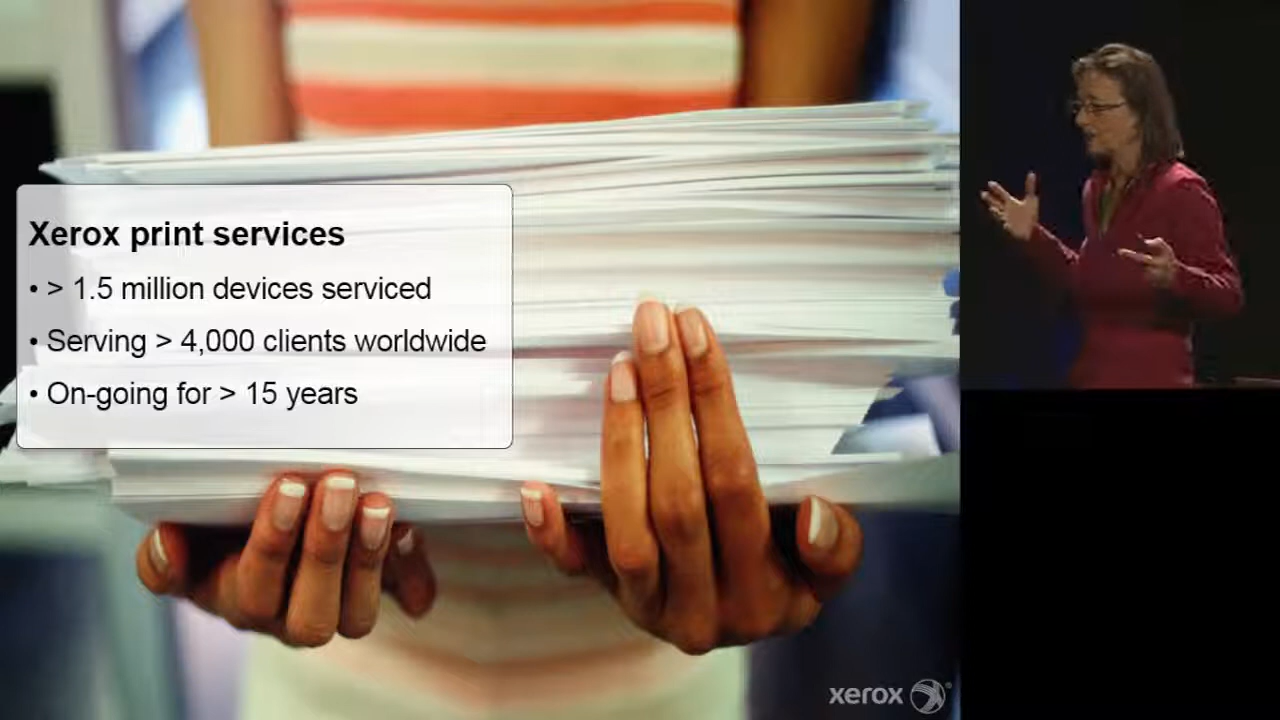 Xerox print services
• > 1.5 million devices serviced
• Serving > 4,000 clients worldwide
• On-going for > 15 years
xerox